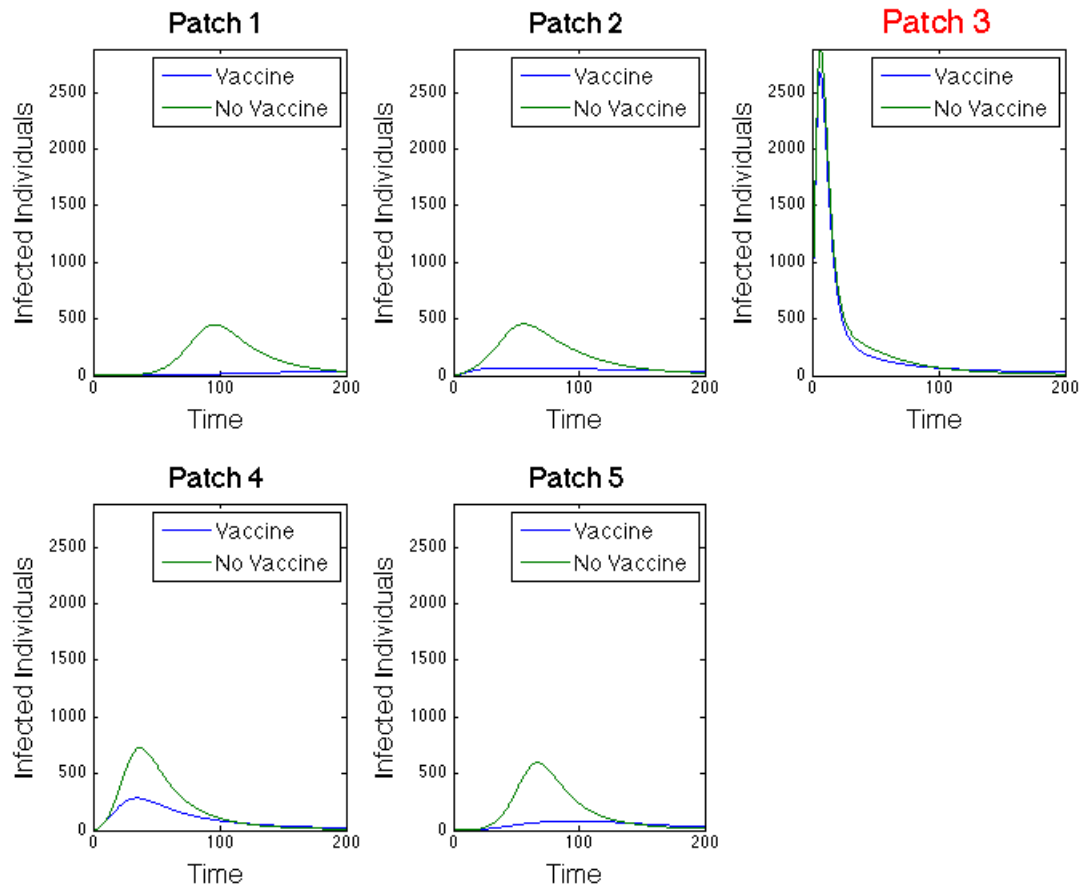 Patch 1
Infected Individuals
2500
2000
1500
1000
500
0
Vaccine
No Vaccine
0 100 200
Time
Patch 2
Infected Individuals
2500
2000
1500
1000
500
0
Vaccine
No Vaccine
0 100 200
Time
Patch 3
Infected Individuals
2500
2000
1500
1000
500
0
Vaccine
No Vaccine
0 100 200
Time
Patch 4
Infected Individuals
2500
2000
1500
1000
500
0
Vaccine
No Vaccine
0 100 200
Time
Patch 5
Infected Individuals
2500
2000
1500
1000
500
0
Vaccine
No Vaccine
0 100 200
Time